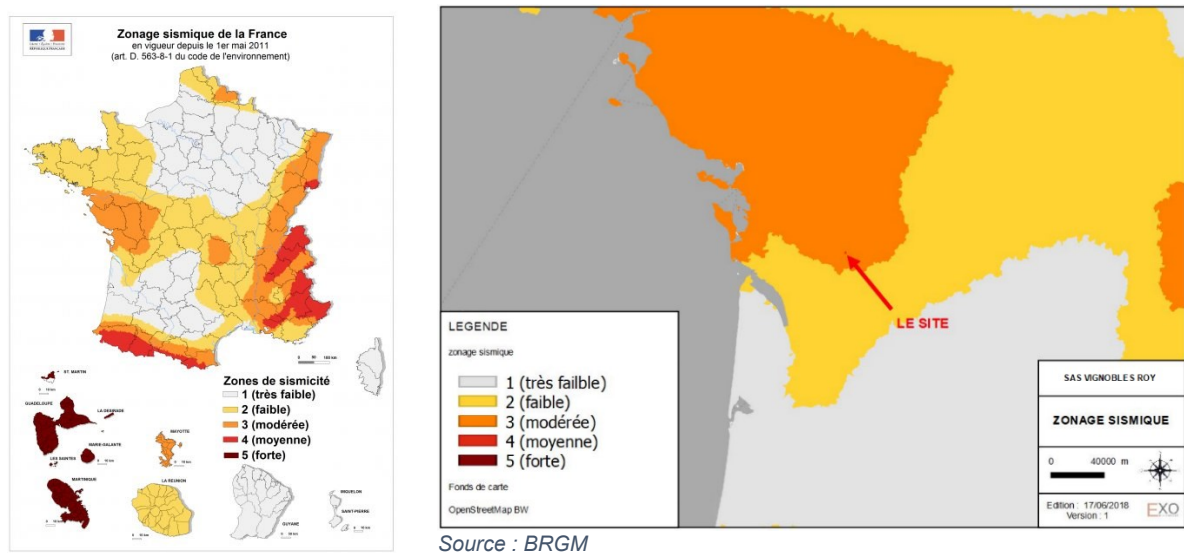 Zonage sismique de la France
en vigueur depuis le 1er mai 2011
(art. D. 563-8-1 du code de l'environnement)
ST. MARTIN
GUADELOUPE
LA DESIRADE
MARIE-GALANTE
LES SAINTES
MARTINIQUE
MAYOTTE
LA RÉUNION
GUYANE
MIQUELON
SAINT-PIERRE
Zones de sismicité
1 (très faible)
2 (faible)
3 (modérée)
4 (moyenne)
5 (forte)
LE SITE
LEGENDE
zonage sismique
1 (très failble)
2 (faible)
3 (modérée)
4 (moyenne)
5 (forte)
Fonds de carte
OpenStreetMap BW
SAS VIGNOBLES ROY
ZONAGE SISMIQUE
0 40000 m
Edition : 17/06/2018
Version : 1
EXO
Source : BRGM